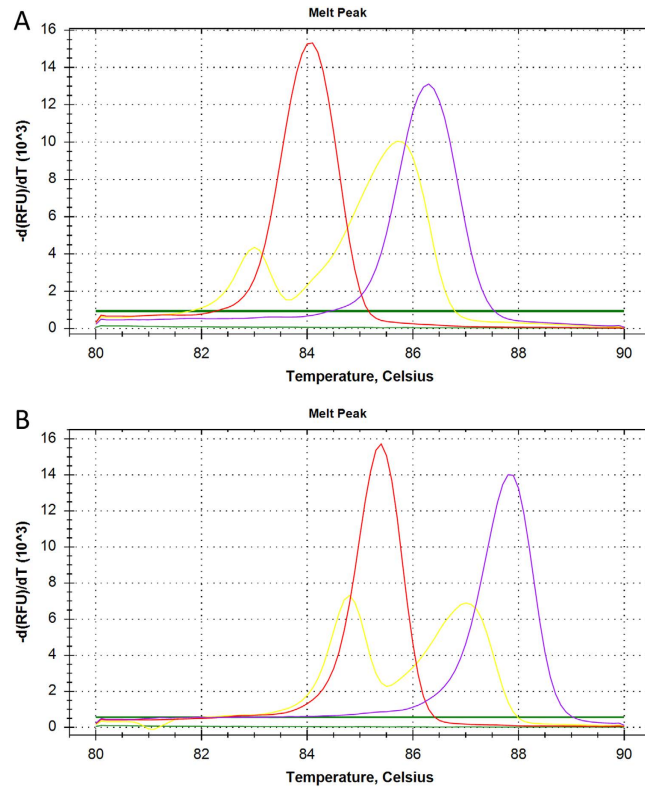 A
Melt Peak
16
14
12
10
8
6
4
2
0
-d(RFU)/dT (10^3)
80 82 84 86 88 90
Temperature, Celsius
B
Melt Peak
16
14
12
10
8
6
4
2
0
-d(RFU)/dT (10^3)
80 82 84 86 88 90
Temperature, Celsius